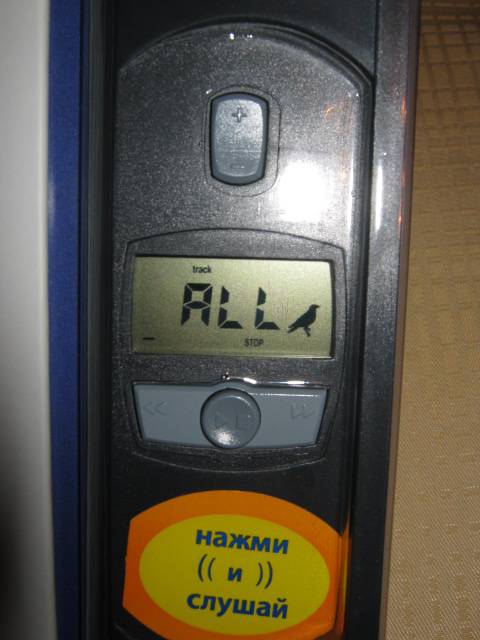 track
ALL
STOP
нажми
(( и ))
слушай